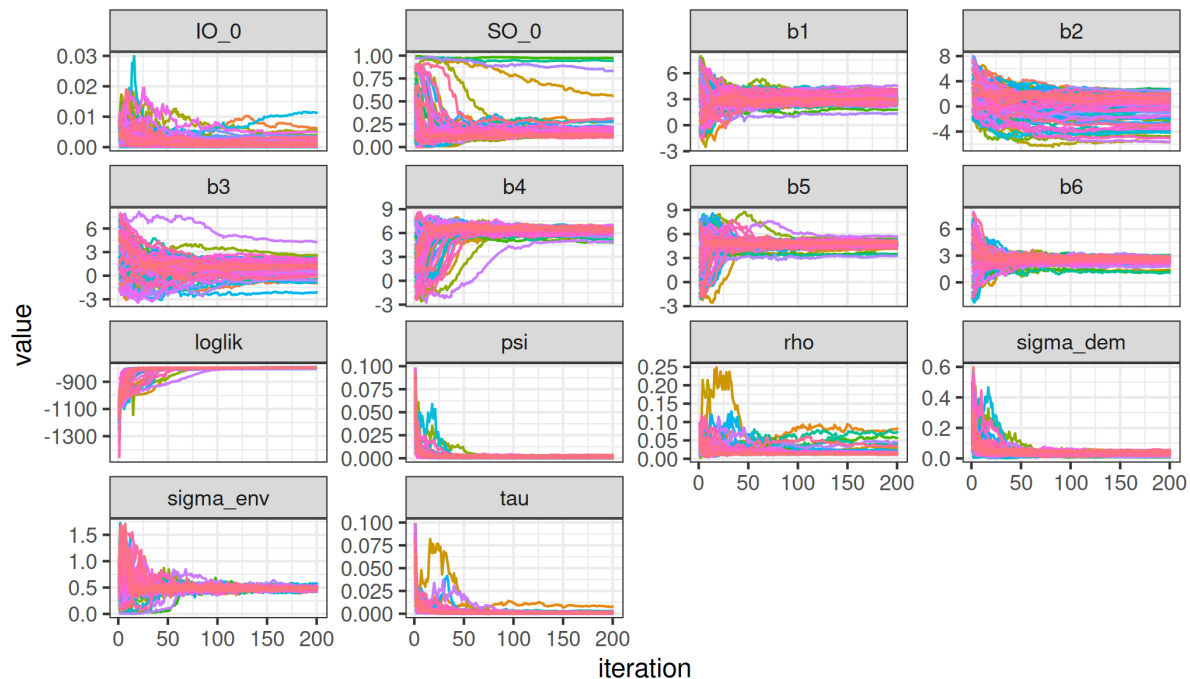 IO_0 SO_0 b1 b2
0.03 1.00 6 8
0.02 0.75 3 4
0.01 0.50 0 0
0.00 0.25 -3 -4
0.00
b3 b4 b5 b6
6 9 9 6
3 6 6 3
0 3 3 0
-3 0 0
-3 -3
value
loglik psi rho sigma_dem
-900 0.100 0.25 0.6
-1100 0.075 0.20 0.4
-1300 0.050 0.15 0.2
0.025 0.10 0.0
0.000 0.05
0.00
0 50 100 150 200 0 50 100 150 200
sigma_env tau
1.5 0.100
1.0 0.075
0.5 0.050
0.0 0.025
0.000
0 50 100 150 200 0 50 100 150 200
iteration